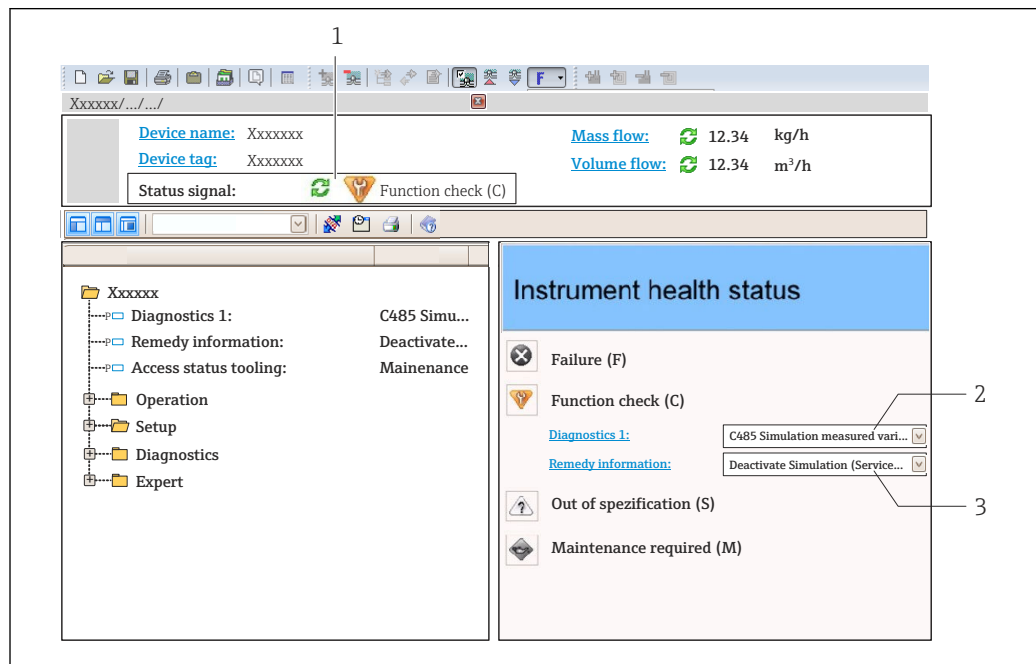 1
F
Xxxxxx/.../.../
Device name: Xxxxxxx
Mass flow: 12.34 kg/h
Device tag: Xxxxxxx
Volume flow: 12.34 m³/h
Status signal: Function check (C)
Instrument health status
Xxxxxx
Diagnostics 1: C485 Simu...
Remedy information: Deactivate...
Access status tooling: Mainenance
Operation
Setup
Diagnostics
Expert
Failure (F)
Function check (C)
2
Diagnostics 1: C485 Simulation measured vari...
Remedy information: Deactivate Simulation (Service...
Out of spezification (S)
3
Maintenance required (M)